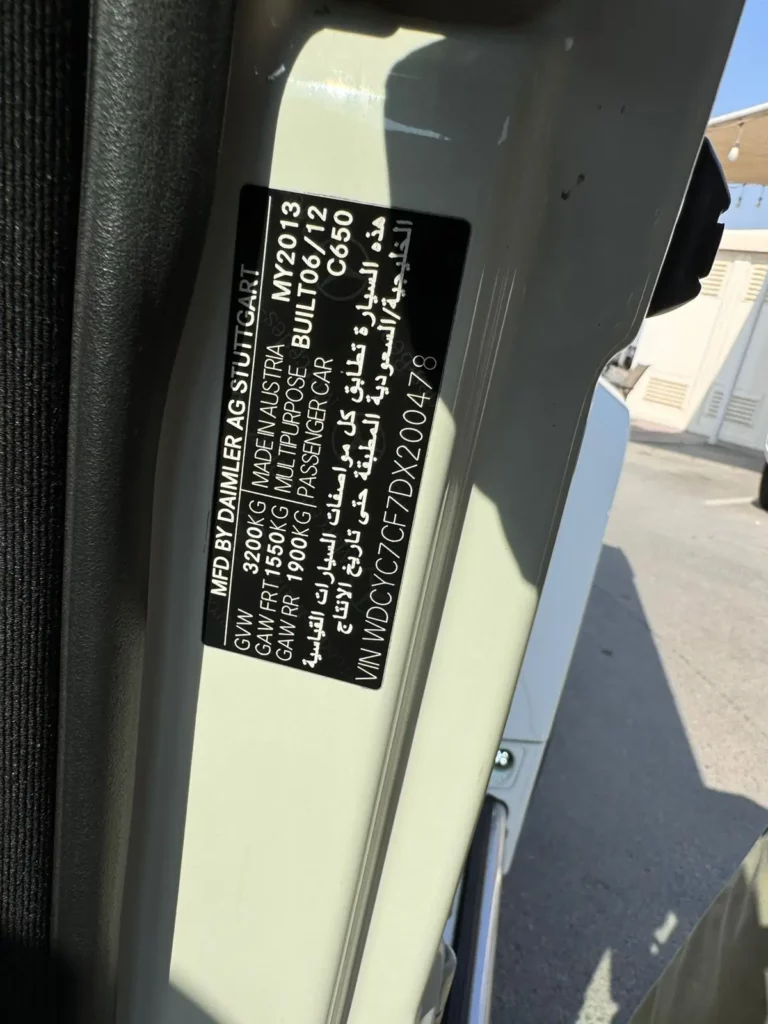 MFD BY DAIMLER AG STUTTGART
GVW 3200KG MADE IN AUSTRIA MY2013
GAW FRT 1550KG MULTIPURPOSE BUILT06/12
GAW RR 1900KG PASSENGER CAR C650
هذه السيارة تطابق كل مواصفات السيارات القياسية
الخليجية/السعودية المطبقة حتى تاريخ الانتاج
VIN WDCYC7CF7DX200478